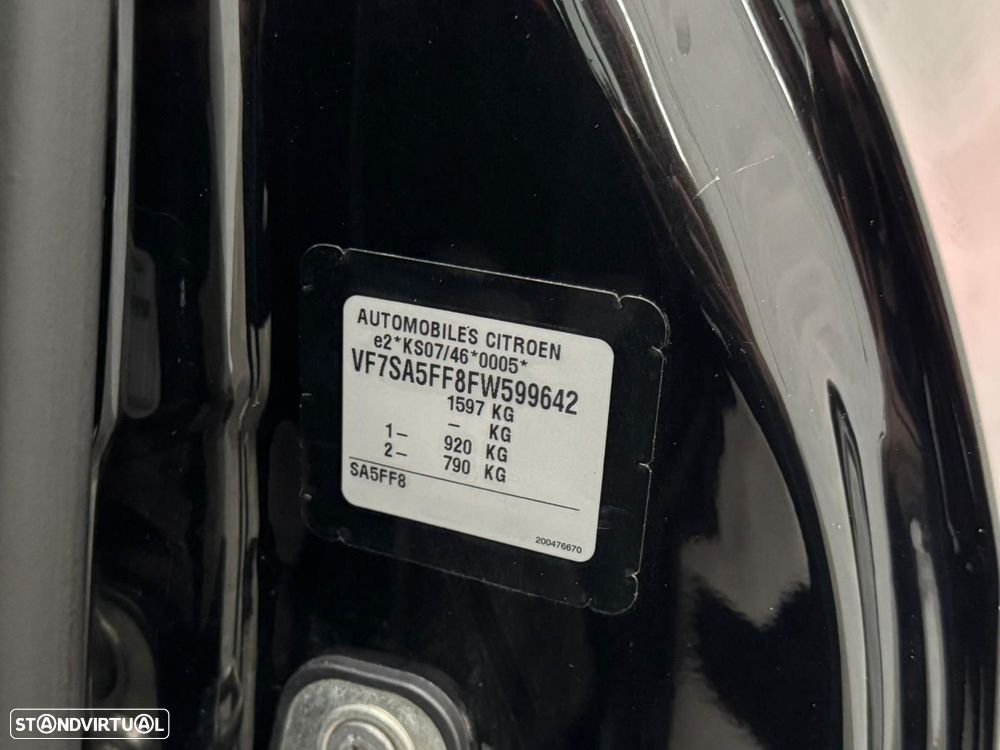 AUTOMOBILES CITROEN
e2*KS07/46*0005*
VF7SA5FF8FW599642
1597 KG
– KG
1– 920 KG
2– 790 KG
SA5FF8
200476670
STANDVIRTUAL